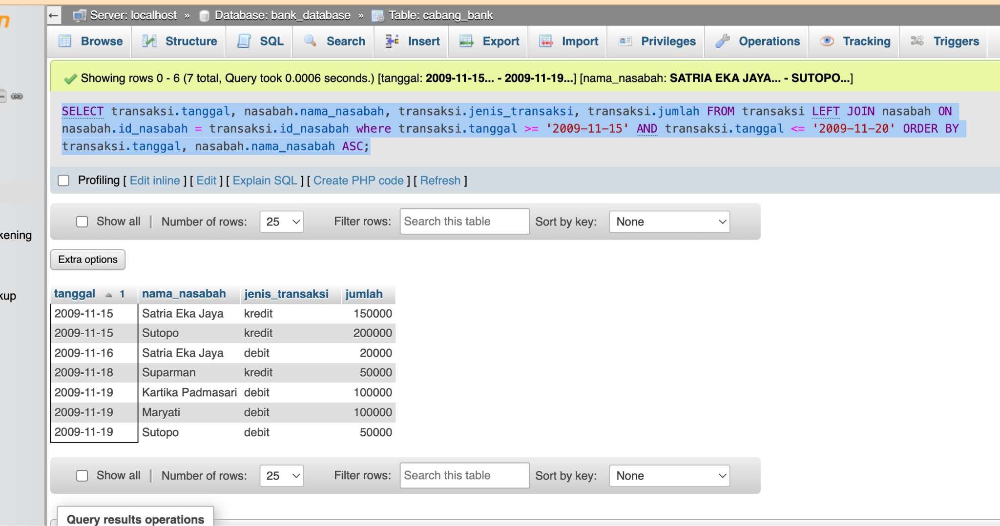 Server: localhost » Database: bank_database » Table: cabang_bank
Browse Structure SQL Search Insert Export Import Privileges Operations Tracking Triggers
Showing rows 0 - 6 (7 total, Query took 0.0006 seconds.) [tanggal: 2009-11-15... - 2009-11-19...] [nama_nasabah: SATRIA EKA JAYA... - SUTOPO...]
SELECT transaksi.tanggal, nasabah.nama_nasabah, transaksi.jenis_transaksi, transaksi.jumlah FROM transaksi LEFT JOIN nasabah ON
nasabah.id_nasabah = transaksi.id_nasabah where transaksi.tanggal >= '2009-11-15' AND transaksi.tanggal <= '2009-11-20' ORDER BY
transaksi.tanggal, nasabah.nama_nasabah ASC;
Profiling [ Edit inline ] [ Edit ] [ Explain SQL ] [ Create PHP code ] [ Refresh ]
Show all | Number of rows: 25 Filter rows: Search this table Sort by key: None
kening
Extra options
tanggal 1 nama_nasabah jenis_transaksi jumlah
kup
2009-11-15 Satria Eka Jaya kredit 150000
2009-11-15 Sutopo kredit 200000
2009-11-16 Satria Eka Jaya debit 20000
2009-11-18 Suparman kredit 50000
2009-11-19 Kartika Padmasari debit 100000
2009-11-19 Maryati debit 100000
2009-11-19 Sutopo debit 50000
Show all | Number of rows: 25 Filter rows: Search this table Sort by key: None
Query results operations